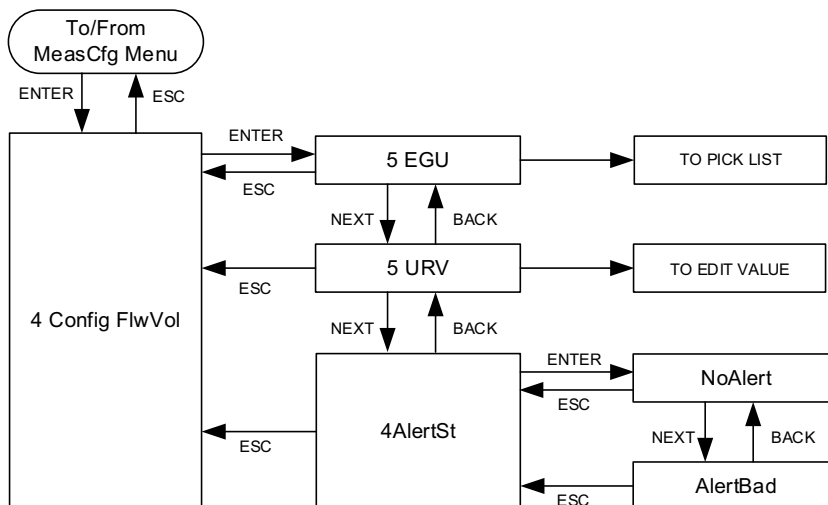 To/From
MeasCfg Menu
ENTER
ESC
4 Config FlwVol
ENTER
ESC
5 EGU
TO PICK LIST
NEXT
BACK
ESC
5 URV
TO EDIT VALUE
NEXT
BACK
ESC
4AlertSt
ENTER
ESC
NoAlert
NEXT
BACK
ESC
AlertBad